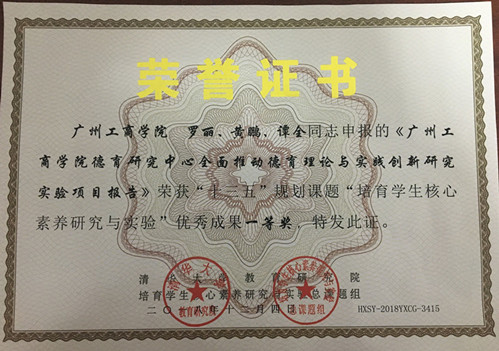 荣誉证书
广州工商学院 罗丽、黄鹏、谭全同志申报的《广州工
商学院德育研究中心全面推动德育理论与实践创新研究
实验项目报告》荣获“十三五”规划课题“培育学生核心
素养研究与实验”优秀成果一等奖，特发此证。
清华大学教育研究院
培育学生核心素养研究与实验总课题组
二〇一八年十二月四日
HXSY-2018YXCG-3415